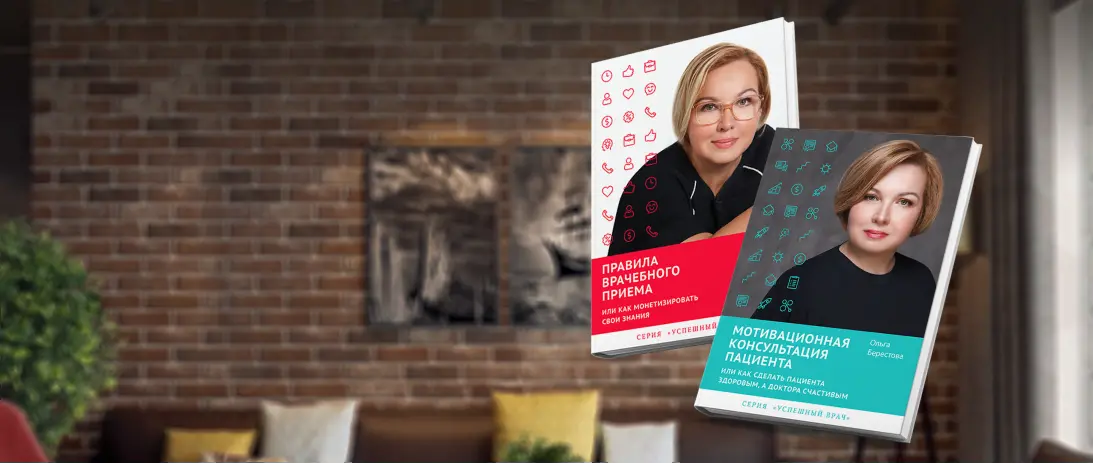 ПРАВИЛА
ВРАЧЕБНОГО
ПРИЕМА
ИЛИ КАК МОНЕТИЗИРОВАТЬ
СВОИ ЗНАНИЯ
СЕРИЯ «УСПЕШНЫЙ
МОТИВАЦИОННАЯ
КОНСУЛЬТАЦИЯ
ПАЦИЕНТА
Ольга
Берестова
ИЛИ КАК СДЕЛАТЬ ПАЦИЕНТА
ЗДОРОВЫМ, А ДОКТОРА СЧАСТЛИВЫМ
СЕРИЯ «УСПЕШНЫЙ ВРАЧ»